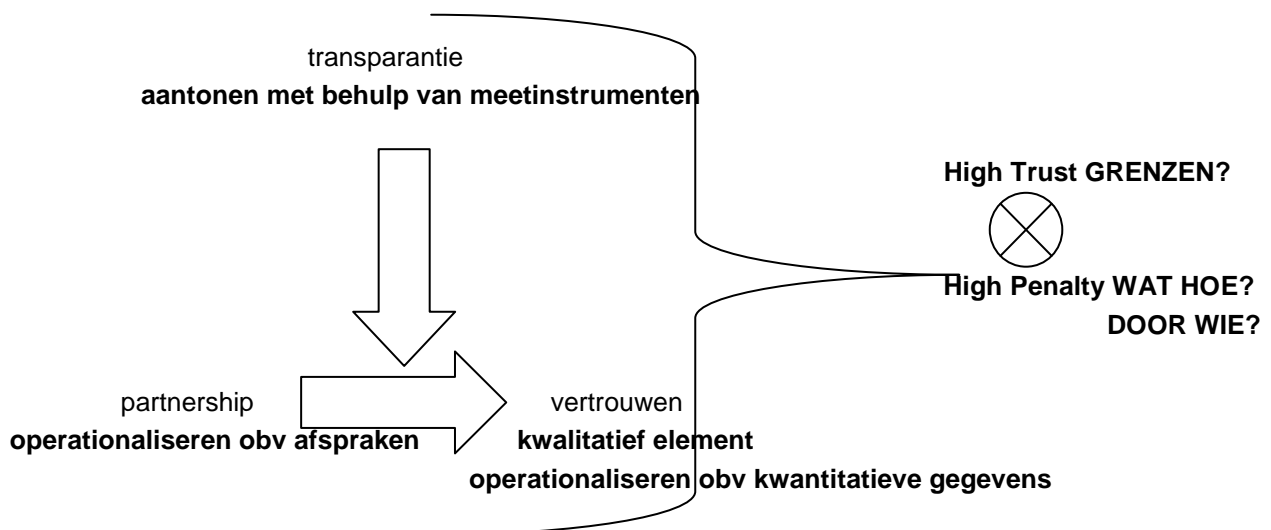 transparantie
aantonen met behulp van meetinstrumenten
High Trust GRENZEN?
High Penalty WAT HOE?
DOOR WIE?
partnership
operationaliseren obv afspraken
vertrouwen
kwalitatief element
operationaliseren obv kwantitatieve gegevens